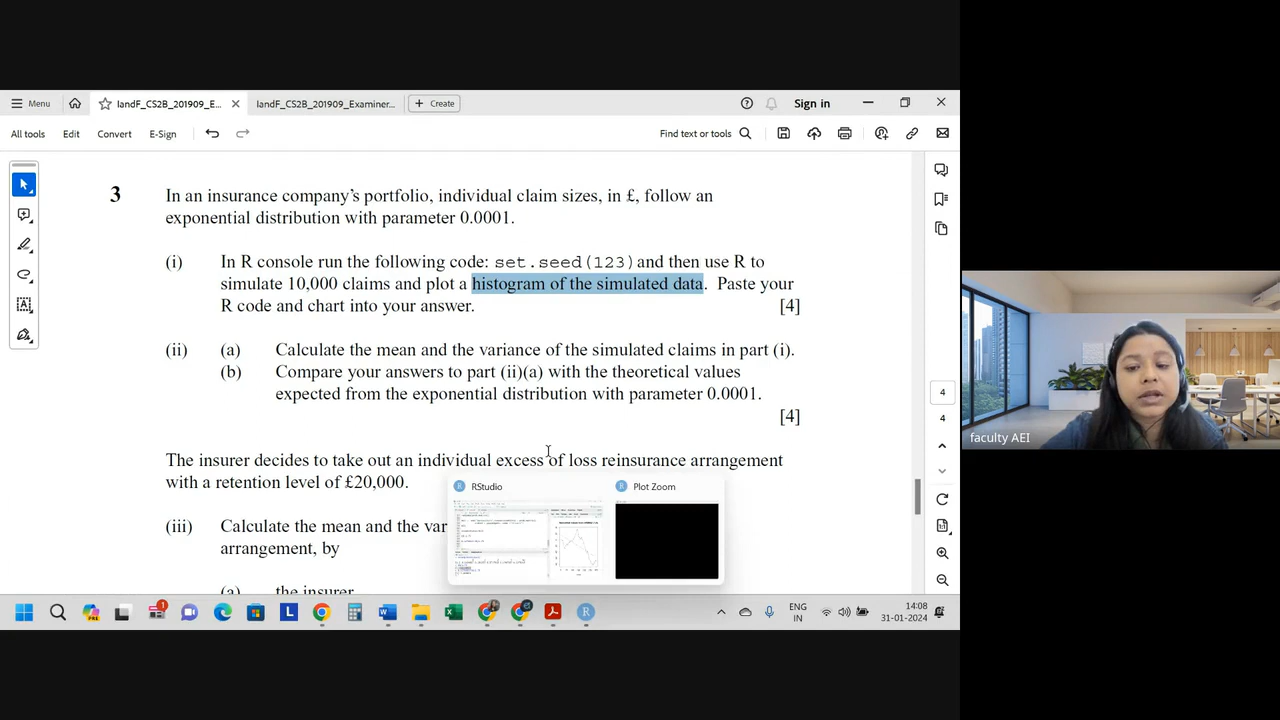 Menu
landF_CS2B_201909_E...
landF_CS2B_201909_Examiner...
Create
Sign in
All tools
Edit
Convert
E-Sign
Find text or tools
3 In an insurance company's portfolio, individual claim sizes, in £, follow an
exponential distribution with parameter 0.0001.
(i) In R console run the following code: set.seed(123) and then use R to
simulate 10,000 claims and plot a histogram of the simulated data. Paste your
R code and chart into your answer. [4]
(ii) (a) Calculate the mean and the variance of the simulated claims in part (i).
(b) Compare your answers to part (ii)(a) with the theoretical values
expected from the exponential distribution with parameter 0.0001.
[4]
4
4
The insurer decides to take out an individual excess of loss reinsurance arrangement
with a retention level of £20,000.
RStudio
Plot Zoom
(iii) Calculate the mean and the var
arrangement, by
(a) the insurer
faculty AEI
1
PRE
ENG
IN
14:08
31-01-2024